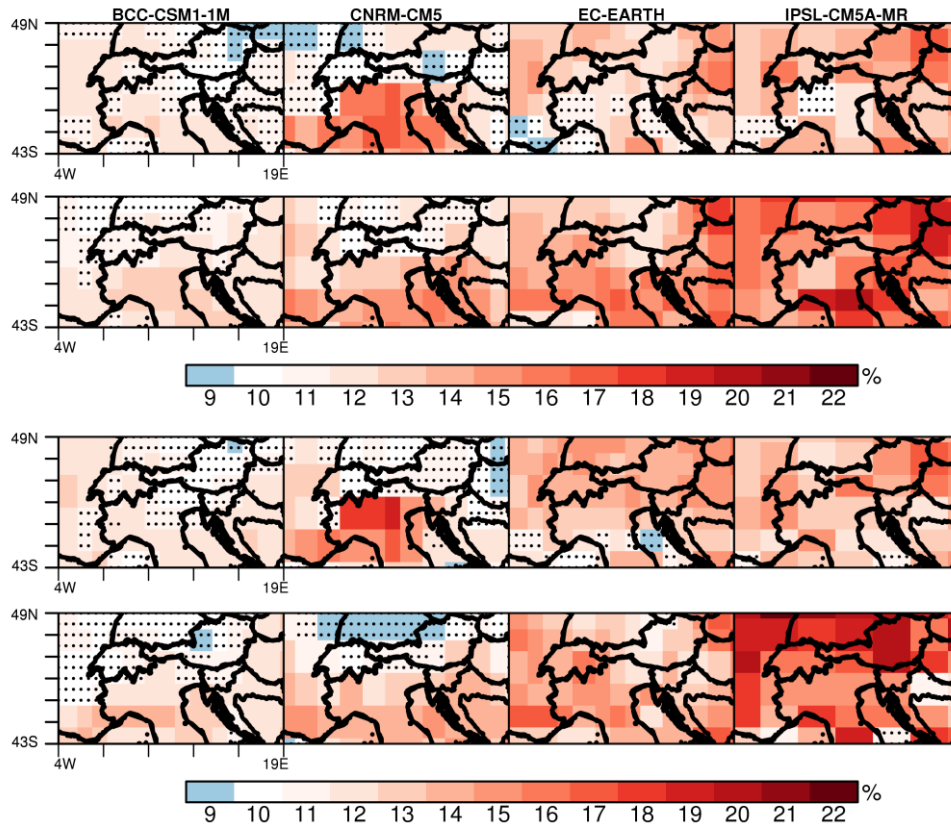 BCC-CSM1-1M CNRM-CM5 EC-EARTH IPSL-CM5A-MR
49N
43S
4W 19E
49N
43S
4W 19E
%
9 10 11 12 13 14 15 16 17 18 19 20 21 22
49N
43S
4W 19E
49N
43S
4W 19E
%
9 10 11 12 13 14 15 16 17 18 19 20 21 22